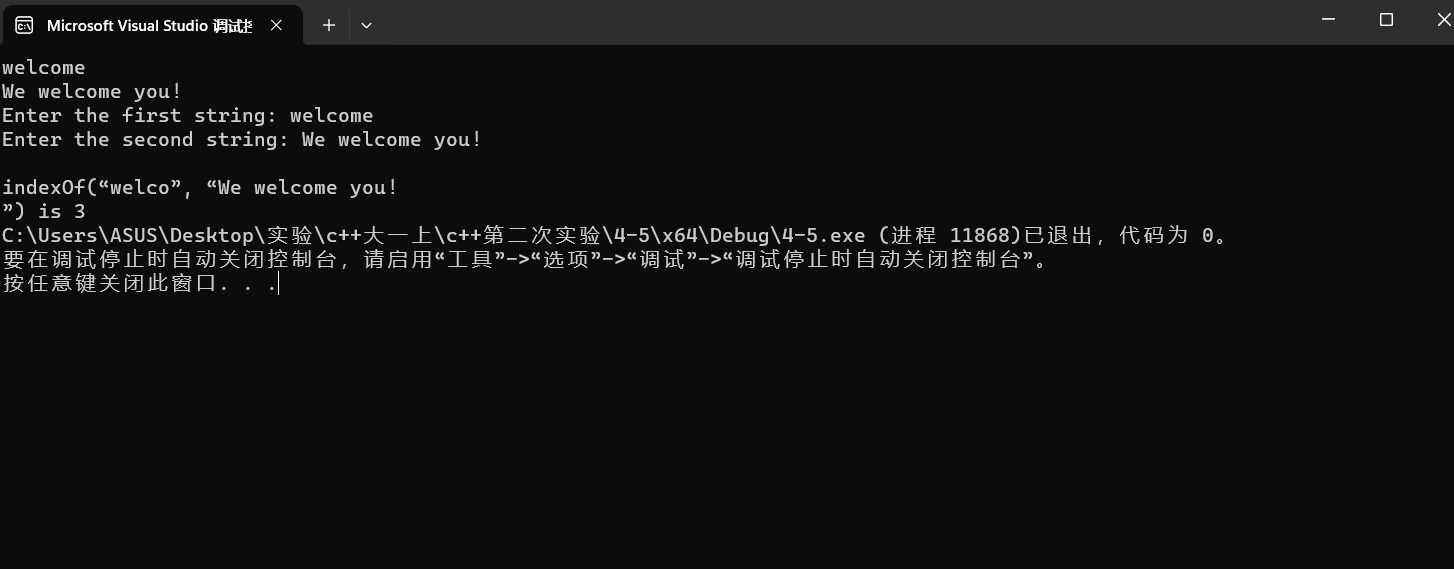 Microsoft Visual Studio 调试
welcome
We welcome you!
Enter the first string: welcome
Enter the second string: We welcome you!
indexOf(“welco”, “We welcome you!
”) is 3
C:\Users\ASUS\Desktop\实验\c++大一上\c++第二次实验\4-5\x64\Debug\4-5.exe (进程 11868)已退出，代码为 0。
要在调试停止时自动关闭控制台，请启用“工具”->“选项”->“调试”->“调试停止时自动关闭控制台”。
按任意键关闭此窗口. . .